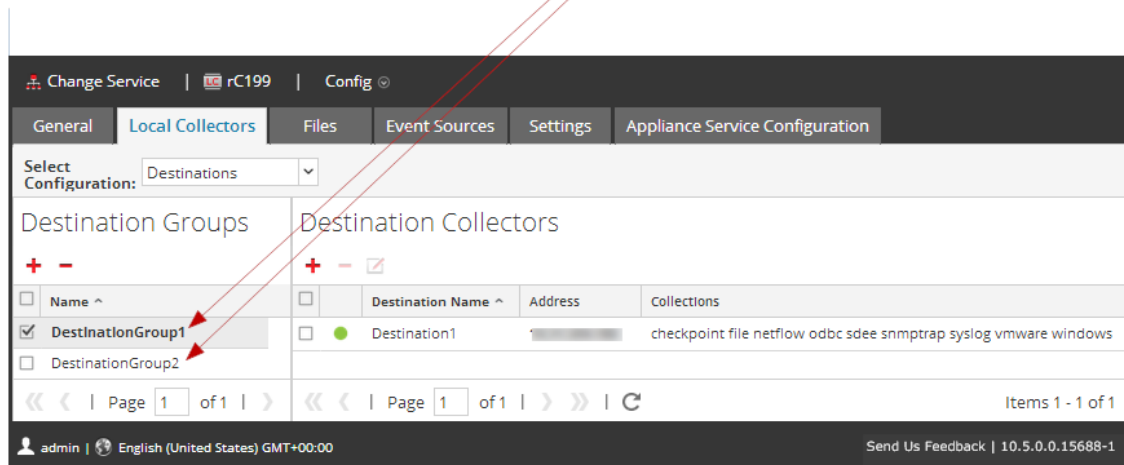 Change Service | LC rC199 | Config
General Local Collectors Files Event Sources Settings Appliance Service Configuration
Select Configuration: Destinations
Destination Groups
Name
DestinationGroup1
DestinationGroup2
Page 1 of 1
Destination Collectors
Destination Name Address Collections
Destination1 checkpoint file netflow odbc sdee snmptrap syslog vmware windows
Page 1 of 1 Items 1 - 1 of 1
admin | English (United States) GMT+00:00 Send Us Feedback | 10.5.0.0.15688-1